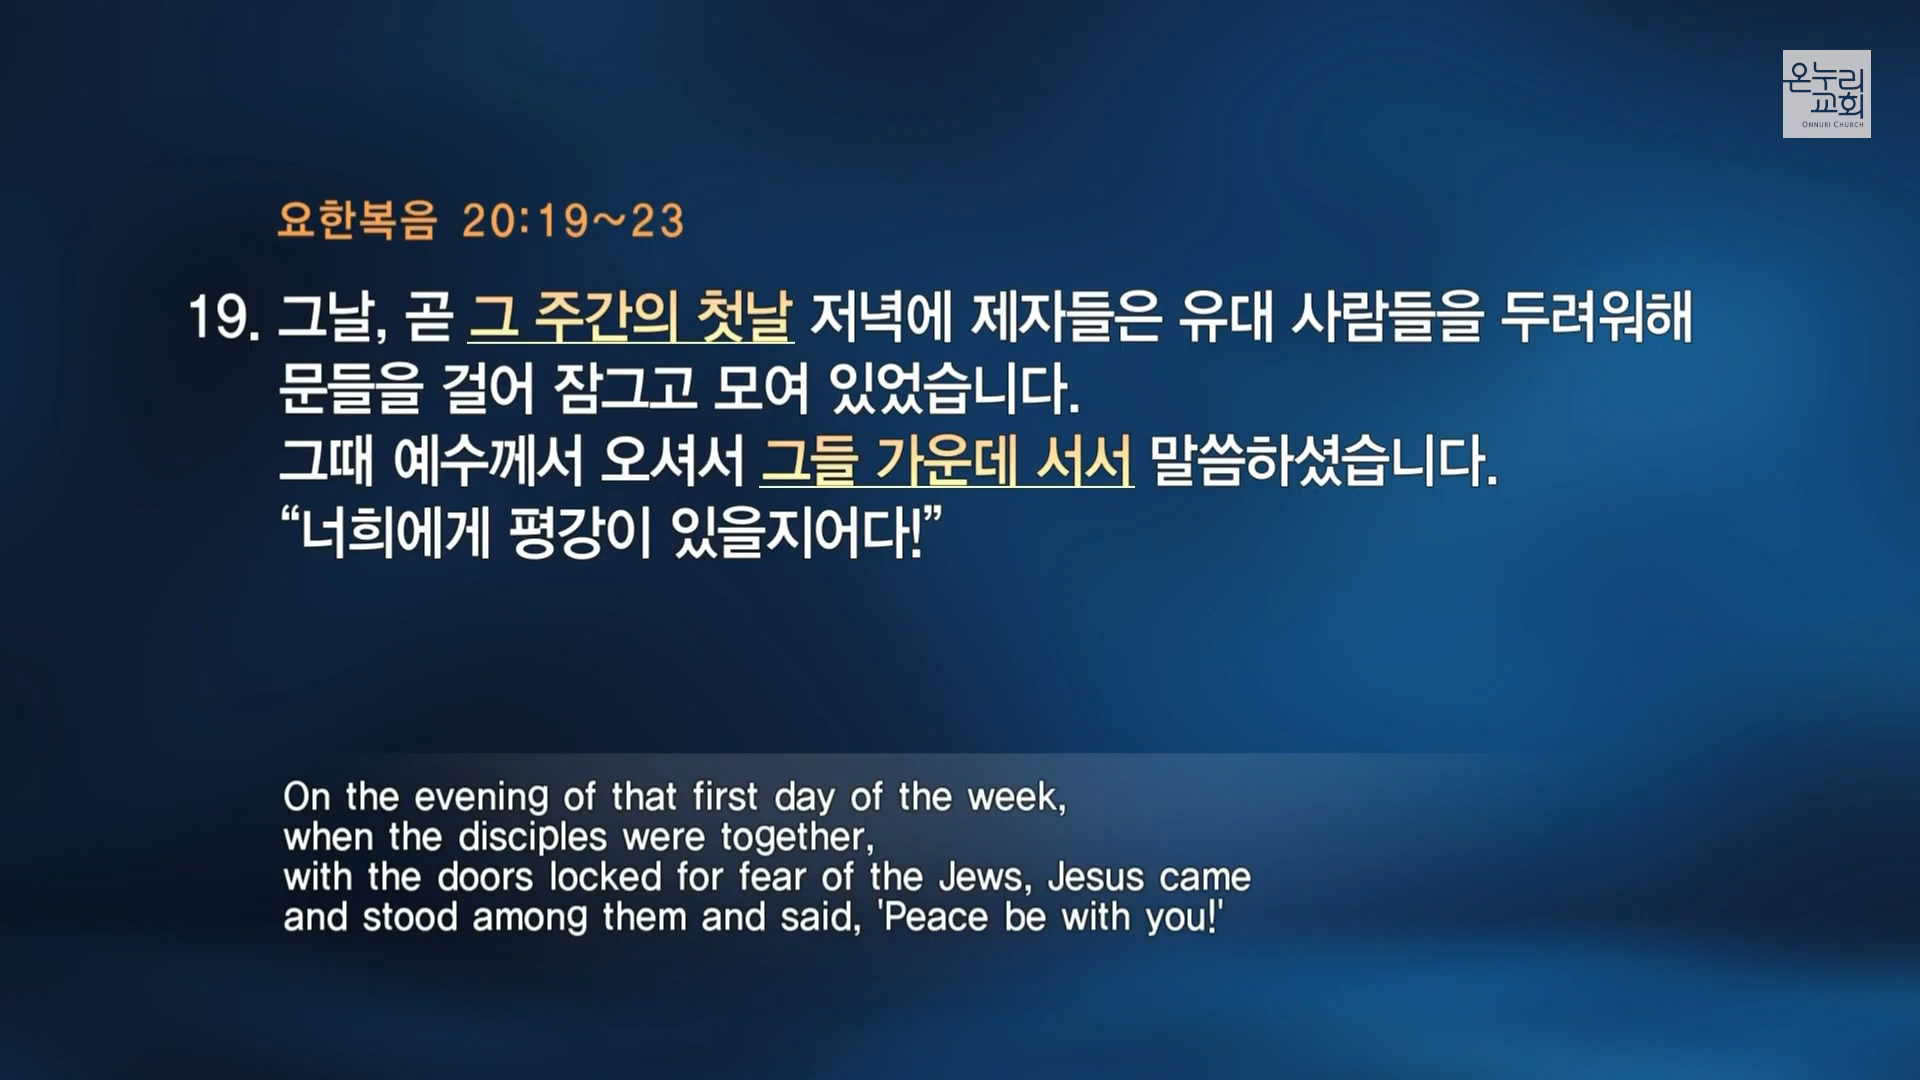 온누리
교회
ONNURI CHURCH
요한복음 20:19~23
19. 그날, 곧 그 주간의 첫날 저녁에 제자들은 유대 사람들을 두려워해
문들을 걸어 잠그고 모여 있었습니다.
그때 예수께서 오셔서 그들 가운데 서서 말씀하셨습니다.
“너희에게 평강이 있을지어다!”
On the evening of that first day of the week,
when the disciples were together,
with the doors locked for fear of the Jews, Jesus came
and stood among them and said, 'Peace be with you!'